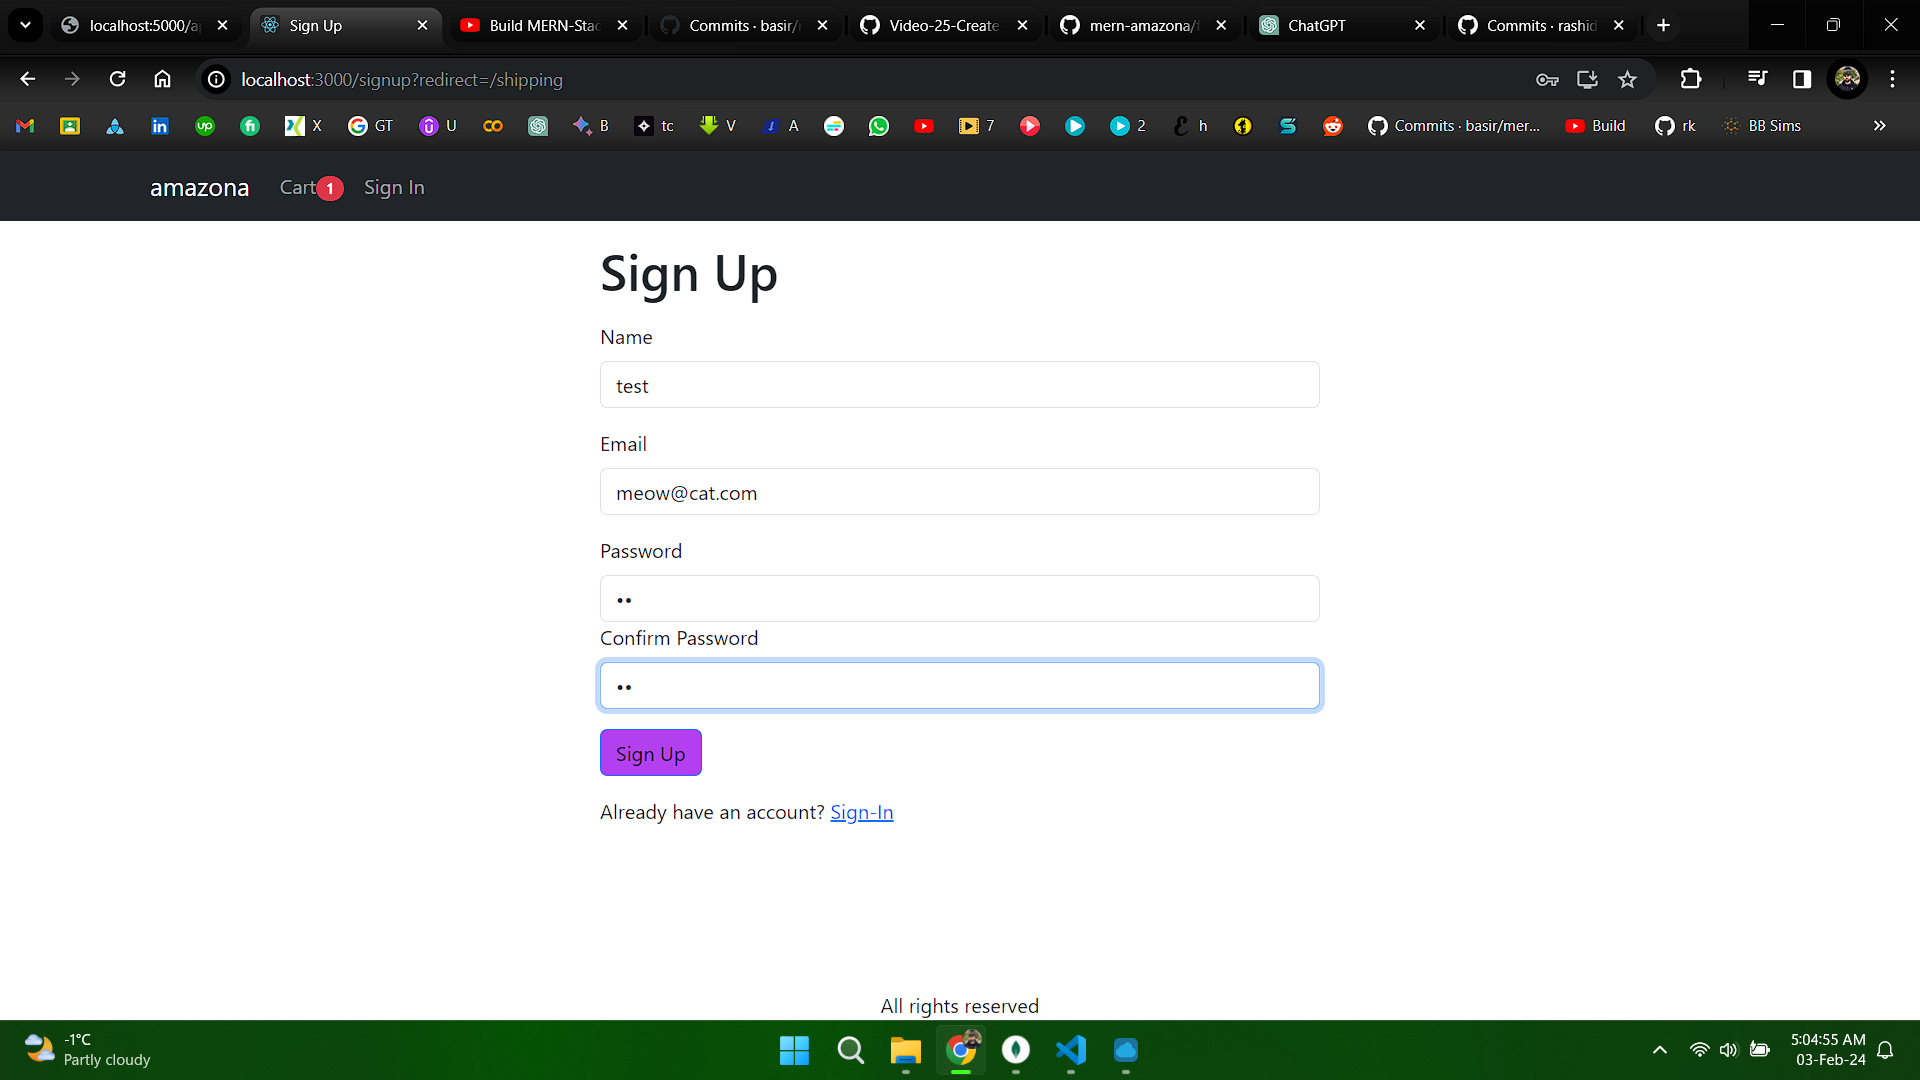 localhost:5000/a
Sign Up
Build MERN-Stac
Commits · basir/
Video-25-Create
mern-amazona/f
ChatGPT
Commits · rashid
localhost:3000/signup?redirect=/shipping
X
GT
U
B
tc
V
A
7
2
h
Commits · basir/mer...
Build
rk
BB Sims
amazona
Cart 1
Sign In
Sign Up
Name
test
Email
meow@cat.com
Password
••
Confirm Password
••
Sign Up
Already have an account? Sign-In
All rights reserved
-1°C
Partly cloudy
5:04:55 AM
03-Feb-24